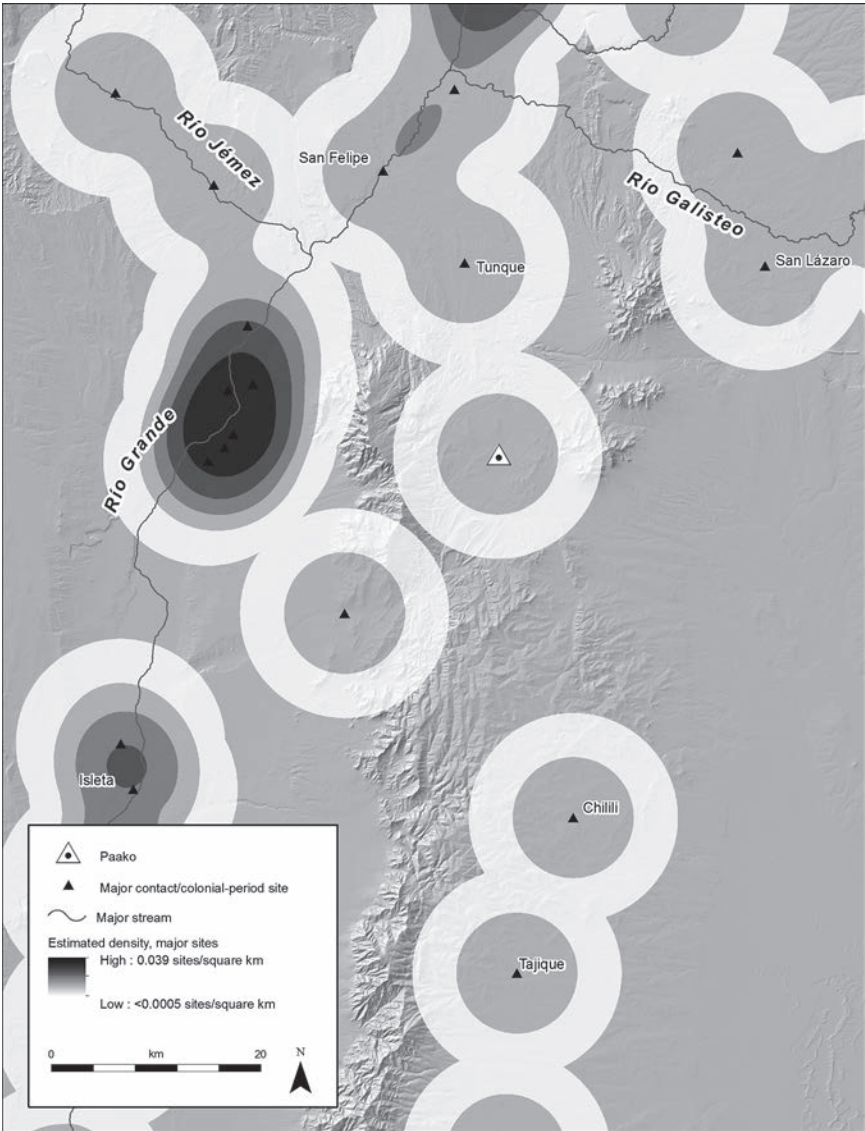 Río Jémez
San Felipe
Río Galisteo
Tunque
San Lázaro
Río Grande
Isleta
Chililí
Tajique
Paako
Major contact/colonial-period site
Major stream
Estimated density, major sites
High : 0.039 sites/square km
Low : <0.0005 sites/square km
0 km 20
N